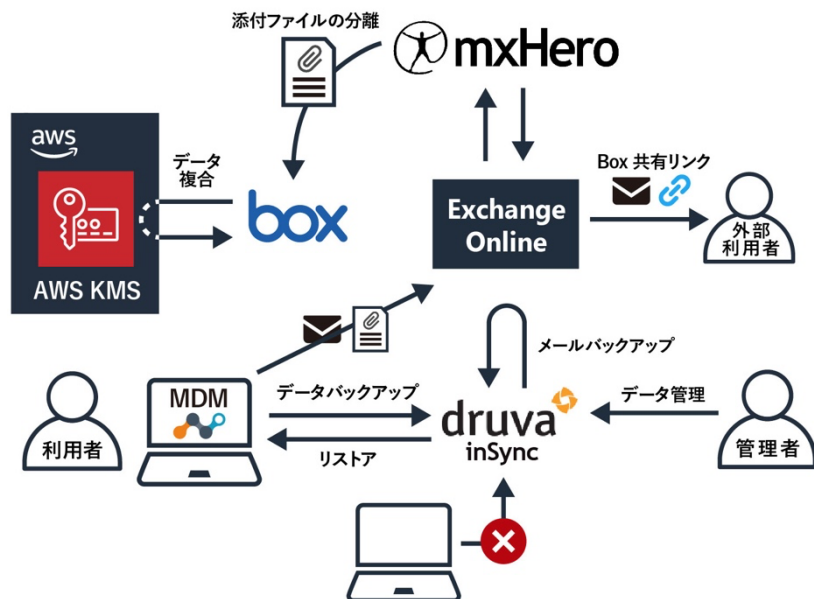 添付ファイルの分離
mxHero
aws
データ
複合
box
AWS KMS
Exchange
Online
Box 共有リンク
外部
利用者
メールバックアップ
MDM
データバックアップ
リストア
利用者
druva
inSync
データ管理
管理者